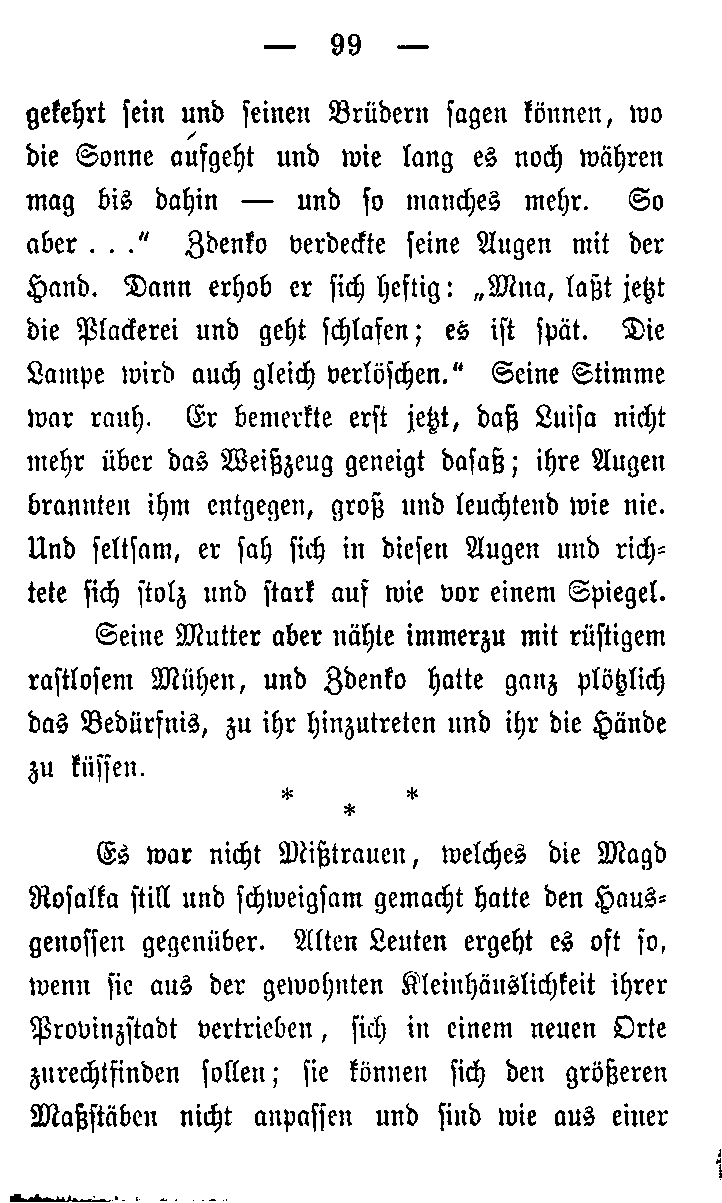 — 99 —
gekehrt sein und seinen Brüdern sagen können, wo
die Sonne aufgeht und wie lang es noch währen
mag bis dahin — und so manches mehr. So
aber . . .“ Zdenko verdeckte seine Augen mit der
Hand. Dann erhob er sich heftig: „Mna, laßt jetzt
die Plackerei und geht schlafen; es ist spät. Die
Lampe wird auch gleich verlöschen.“ Seine Stimme
war rauh. Er bemerkte erst jetzt, daß Luisa nicht
mehr über das Weißzeug geneigt dasaß; ihre Augen
brannten ihm entgegen, groß und leuchtend wie nie.
Und seltsam, er sah sich in diesen Augen und rich-
tete sich stolz und stark auf wie vor einem Spiegel.
Seine Mutter aber nähte immerzu mit rüstigem
rastlosem Mühen, und Zdenko hatte ganz plötzlich
das Bedürfnis, zu ihr hinzutreten und ihr die Hände
zu küssen.
* * *
Es war nicht Mißtrauen, welches die Magd
Rosalka still und schweigsam gemacht hatte den Haus-
genossen gegenüber. Alten Leuten ergeht es oft so,
wenn sie aus der gewohnten Kleinhäuslichkeit ihrer
Provinzstadt vertrieben, sich in einem neuen Orte
zurechtfinden sollen; sie können sich den größeren
Maßstäben nicht anpassen und sind wie aus einer